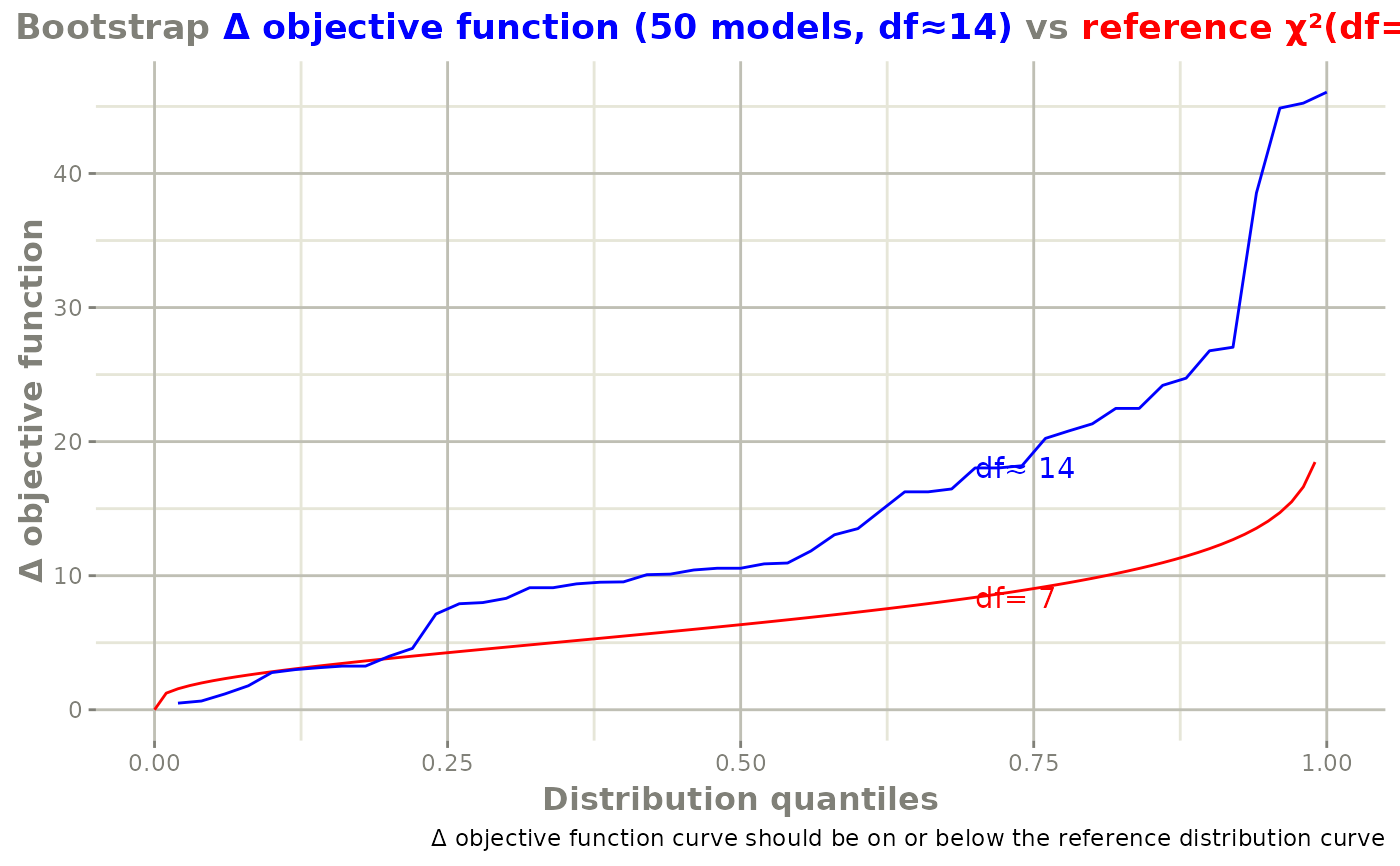 Bootstrap Δ objective function (50 models, df≈14) vs reference χ²(df=
Δ objective function
40
30
20
10
0
df≈ 14
df= 7
0.00 0.25 0.50 0.75 1.00
Distribution quantiles
Δ objective function curve should be on or below the reference distribution curve